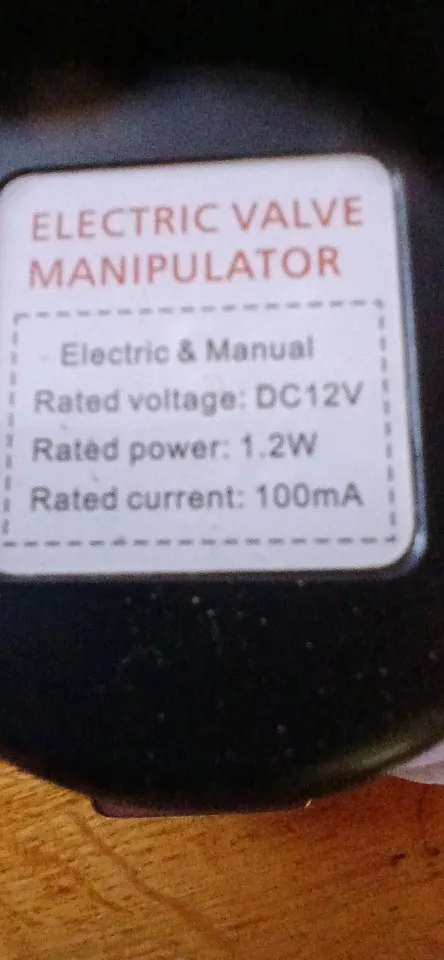 ELECTRIC VALVE
MANIPULATOR
Electric & Manual
Rated voltage: DC12V
Rated power: 1.2W
Rated current: 100mA